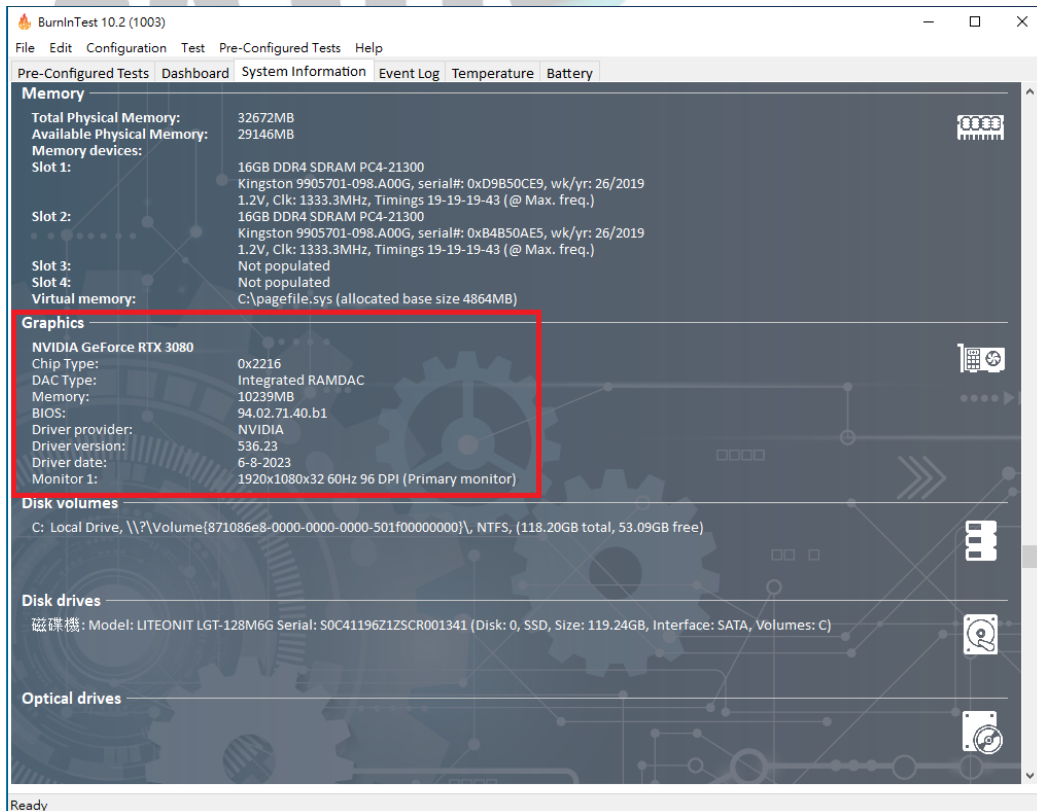 BurnInTest 10.2 (1003)
File Edit Configuration Test Pre-Configured Tests Help
Pre-Configured Tests Dashboard System Information Event Log Temperature Battery
Memory
Total Physical Memory: 32672MB
Available Physical Memory: 29146MB
Memory devices:
Slot 1: 16GB DDR4 SDRAM PC4-21300
Kingston 9905701-098.A00G, serial#: 0xD9B50CE9, wk/yr: 26/2019
1.2V, Clk: 1333.3MHz, Timings 19-19-19-43 (@ Max. freq.)
Slot 2: 16GB DDR4 SDRAM PC4-21300
Kingston 9905701-098.A00G, serial#: 0xB4B50AE5, wk/yr: 26/2019
1.2V, Clk: 1333.3MHz, Timings 19-19-19-43 (@ Max. freq.)
Slot 3: Not populated
Slot 4: Not populated
Virtual memory: C:\pagefile.sys (allocated base size 4864MB)
Graphics
NVIDIA GeForce RTX 3080
Chip Type: 0x2216
DAC Type: Integrated RAMDAC
Memory: 10239MB
BIOS: 94.02.71.40.b1
Driver provider: NVIDIA
Driver version: 536.23
Driver date: 6-8-2023
Monitor 1: 1920x1080x32 60Hz 96 DPI (Primary monitor)
Disk volumes
C: Local Drive, \\?\Volume{871086e8-0000-0000-0000-501f00000000}\, NTFS, (118.20GB total, 53.09GB free)
Disk drives
磁碟機: Model: LITEONIT LGT-128M6G Serial: S0C41196Z1ZSCR001341 (Disk: 0, SSD, Size: 119.24GB, Interface: SATA, Volumes: C)
Optical drives
Ready